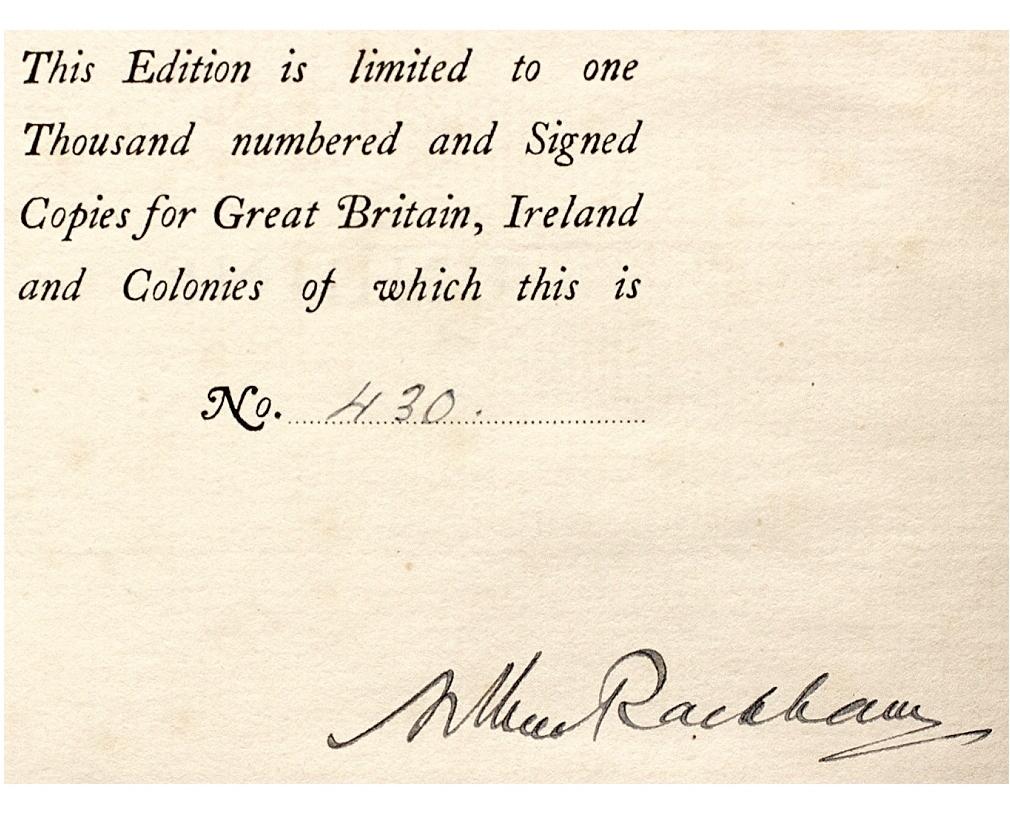 This Edition is limited to one
Thousand numbered and Signed
Copies for Great Britain, Ireland
and Colonies of which this is
No. 430.
Arthur Rackham